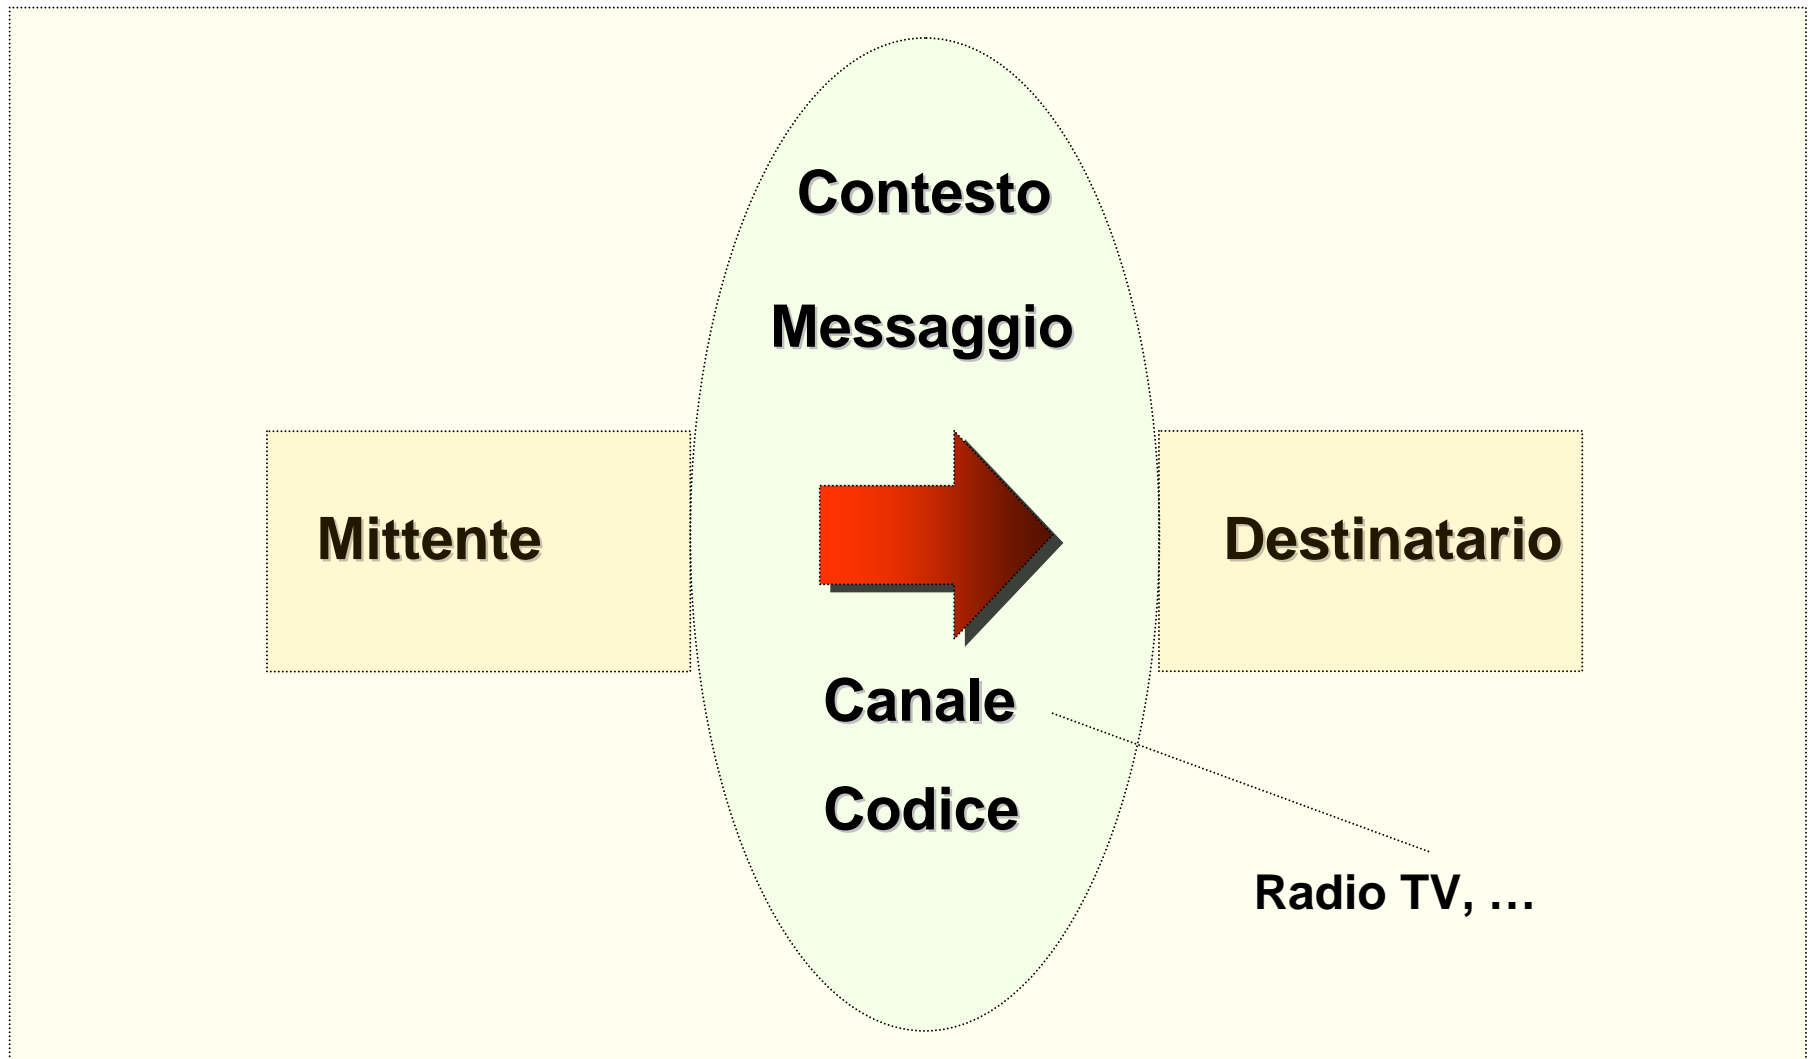 Contesto
Messaggio
Mittente
Destinatario
Canale
Codice
Radio TV, …